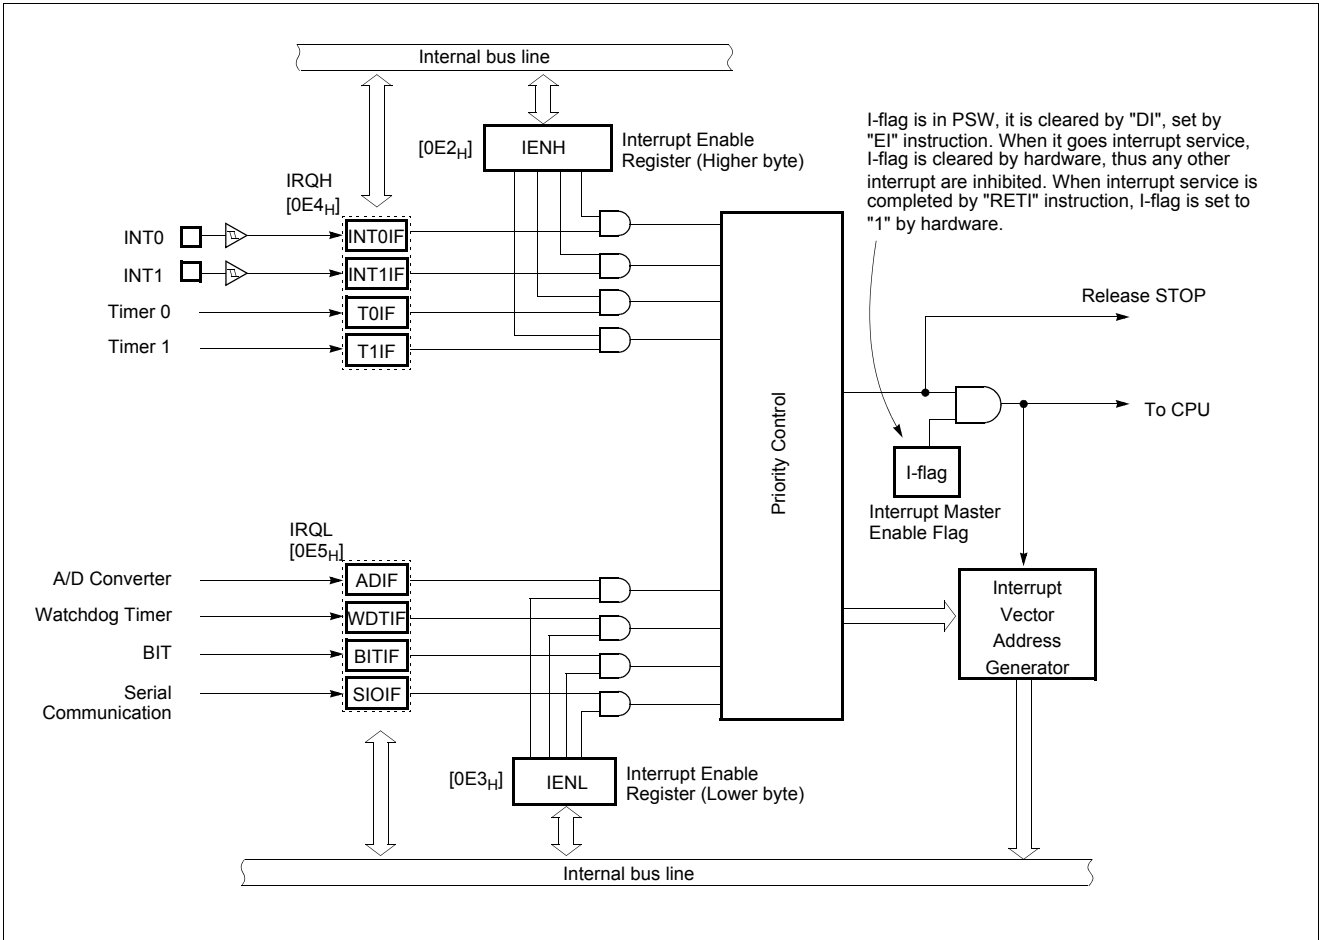 Internal bus line
[0E2H]
IENH
Interrupt Enable
Register (Higher byte)
I-flag is in PSW, it is cleared by "DI", set by
"EI" instruction. When it goes interrupt service,
I-flag is cleared by hardware, thus any other
interrupt are inhibited. When interrupt service is
completed by "RETI" instruction, I-flag is set to
"1" by hardware.
IRQH
[0E4H]
INT0
INT0IF
INT1
INT1IF
Timer 0
T0IF
Timer 1
T1IF
Priority Control
Release STOP
To CPU
I-flag
Interrupt Master
Enable Flag
IRQL
[0E5H]
A/D Converter
ADIF
Watchdog Timer
WDTIF
BIT
BITIF
Serial
Communication
SIOIF
Interrupt
Vector
Address
Generator
[0E3H]
IENL
Interrupt Enable
Register (Lower byte)
Internal bus line